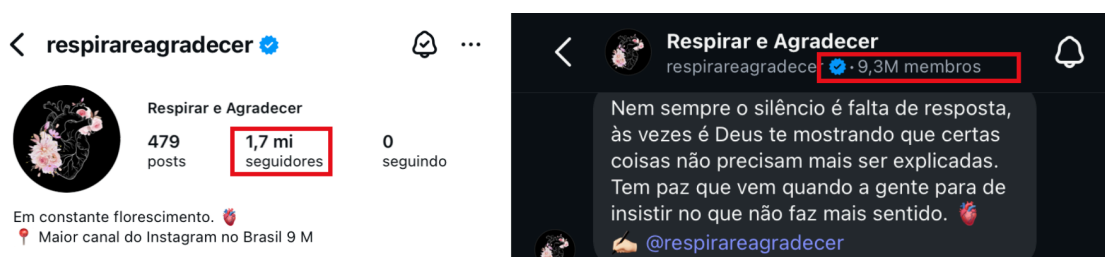 respirareagradecer
Respirar e Agradecer
479 1,7 mi 0
posts seguidores seguindo
Em constante florescimento. 🫀
📍 Maior canal do Instagram no Brasil 9 M
Respirar e Agradecer
respirareagradecer · 9,3M membros
Nem sempre o silêncio é falta de resposta,
às vezes é Deus te mostrando que certas
coisas não precisam mais ser explicadas.
Tem paz que vem quando a gente para de
insistir no que não faz mais sentido. 🫀
✍🏻 @respirareagradecer